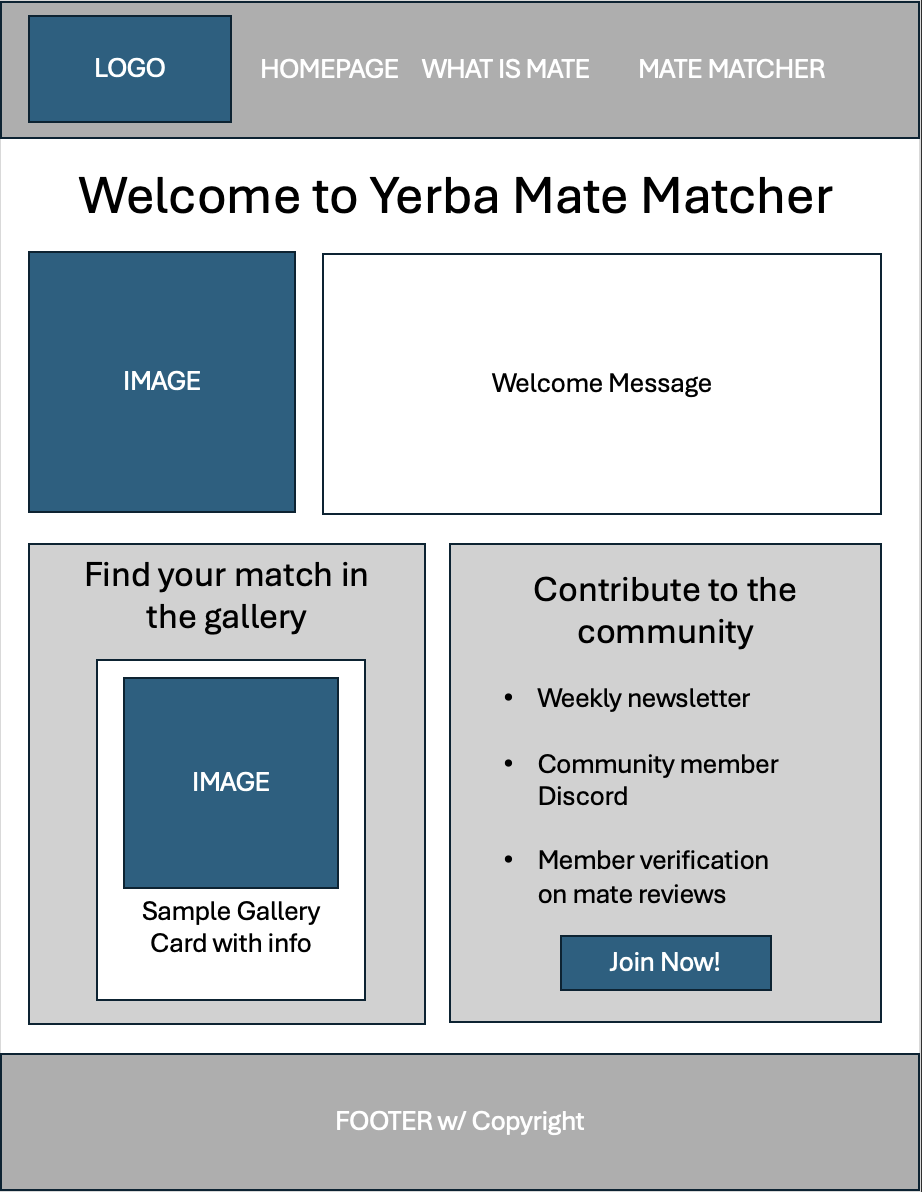 LOGO
HOMEPAGE WHAT IS MATE MATE MATCHER
Welcome to Yerba Mate Matcher
IMAGE
Welcome Message
Find your match in
the gallery
IMAGE
Sample Gallery
Card with info
Contribute to the
community
• Weekly newsletter
• Community member
Discord
• Member verification
on mate reviews
Join Now!
FOOTER w/ Copyright